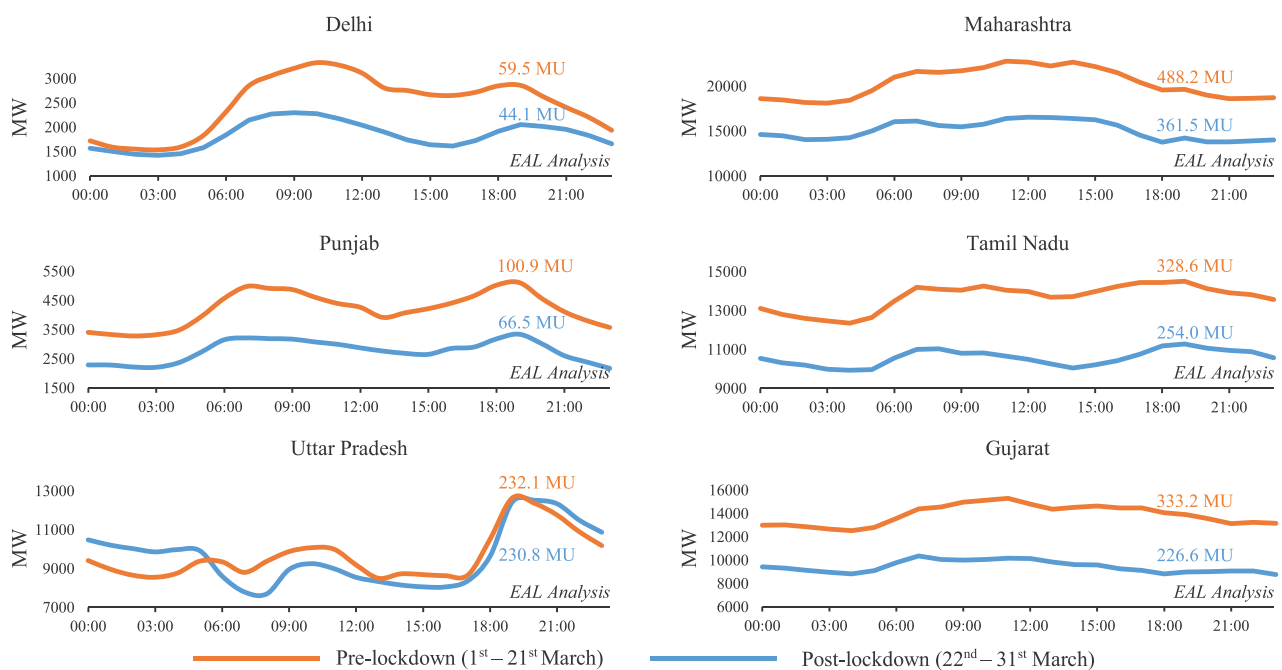 Delhi
MW
3000
2500
2000
1500
1000
59.5 MU
44.1 MU
EAL Analysis
00:00 03:00 06:00 09:00 12:00 15:00 18:00 21:00
Maharashtra
MW
20000
15000
10000
488.2 MU
361.5 MU
EAL Analysis
00:00 03:00 06:00 09:00 12:00 15:00 18:00 21:00
Punjab
MW
5500
4500
3500
2500
1500
100.9 MU
66.5 MU
EAL Analysis
00:00 03:00 06:00 09:00 12:00 15:00 18:00 21:00
Tamil Nadu
MW
15000
13000
11000
9000
328.6 MU
254.0 MU
EAL Analysis
00:00 03:00 06:00 09:00 12:00 15:00 18:00 21:00
Uttar Pradesh
MW
13000
11000
9000
7000
232.1 MU
230.8 MU
EAL Analysis
00:00 03:00 06:00 09:00 12:00 15:00 18:00 21:00
Gujarat
MW
16000
14000
12000
10000
8000
6000
333.2 MU
226.6 MU
EAL Analysis
00:00 03:00 06:00 09:00 12:00 15:00 18:00 21:00
Pre-lockdown (1st – 21st March) Post-lockdown (22nd – 31st March)